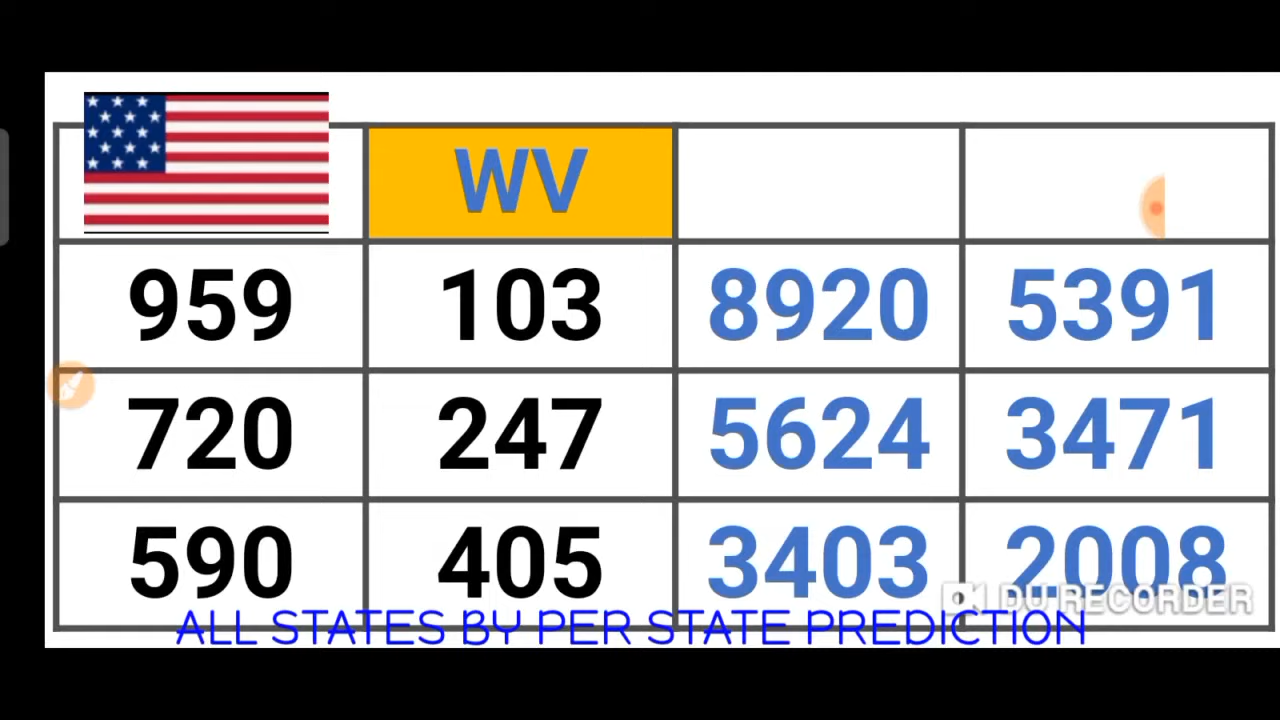 WV
959 103 8920 5391
720 247 5624 3471
590 405 3403 2008
DU RECORDER
ALL STATES BY PER STATE PREDICTION